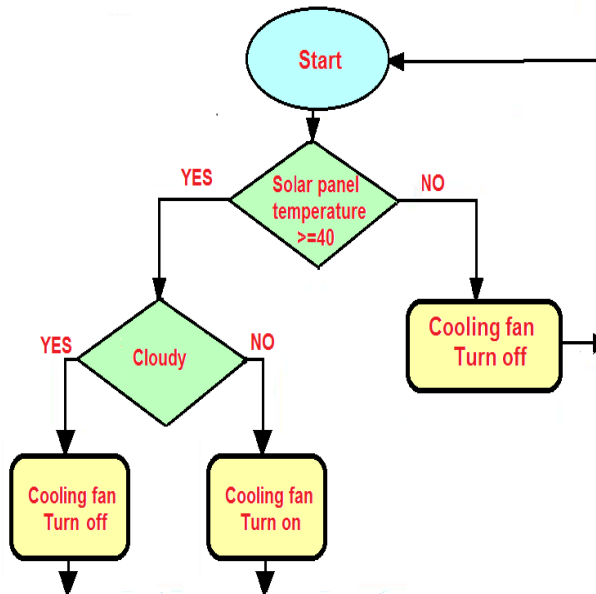 Start
YES
Solar panel
temperature
>=40
NO
Cooling fan
Turn off
YES
Cloudy
NO
Cooling fan
Turn off
Cooling fan
Turn on